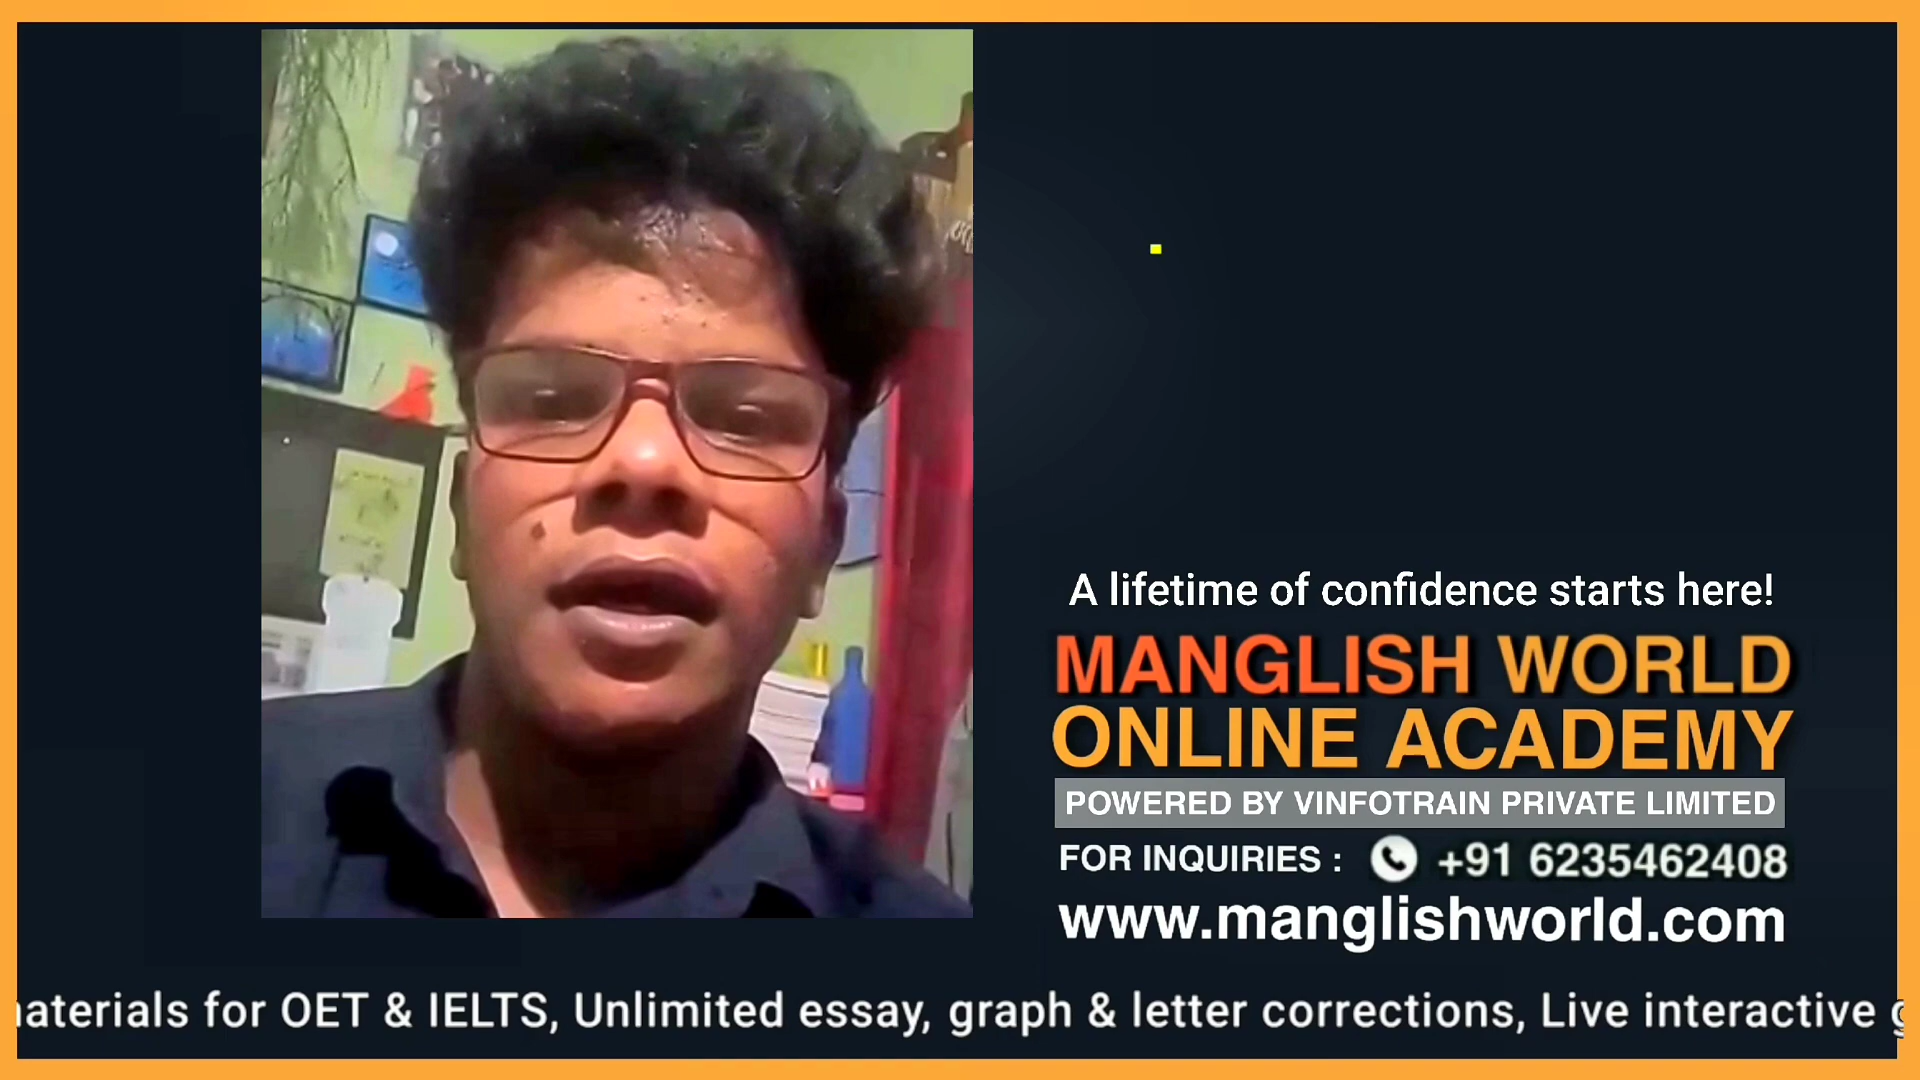 A lifetime of confidence starts here!
MANGLISH WORLD
ONLINE ACADEMY
POWERED BY VINFOTRAIN PRIVATE LIMITED
FOR INQUIRIES : +91 6235462408
www.manglishworld.com
for OET & IELTS, Unlimited essay, graph & letter corrections, Live interactive